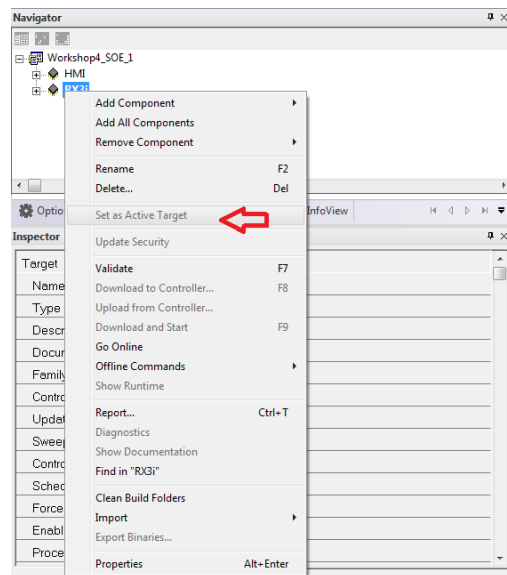 Navigator
Workshop4_SOE_1
HMI
RX3i
Add Component
Add All Components
Remove Component
Rename F2
Delete... Del
Optio
Set as Active Target
InfoView
Inspector
Update Security
Target
Validate F7
Name
Download to Controller... F8
Type
Upload from Controller...
Descr
Download and Start F9
Docum
Go Online
Family
Offline Commands
Contro
Show Runtime
Updat
Report... Ctrl+T
Sweep
Diagnostics
Contro
Show Documentation
Sched
Find in "RX3i"
Force
Clean Build Folders
Enabl
Import
Proce
Export Binaries...
Properties Alt+Enter